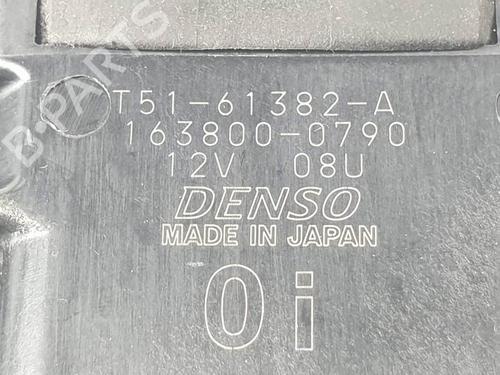 B-PARTS
T51-61382-A
163800-0790
12V 08U
DENSO
MADE IN JAPAN
0i